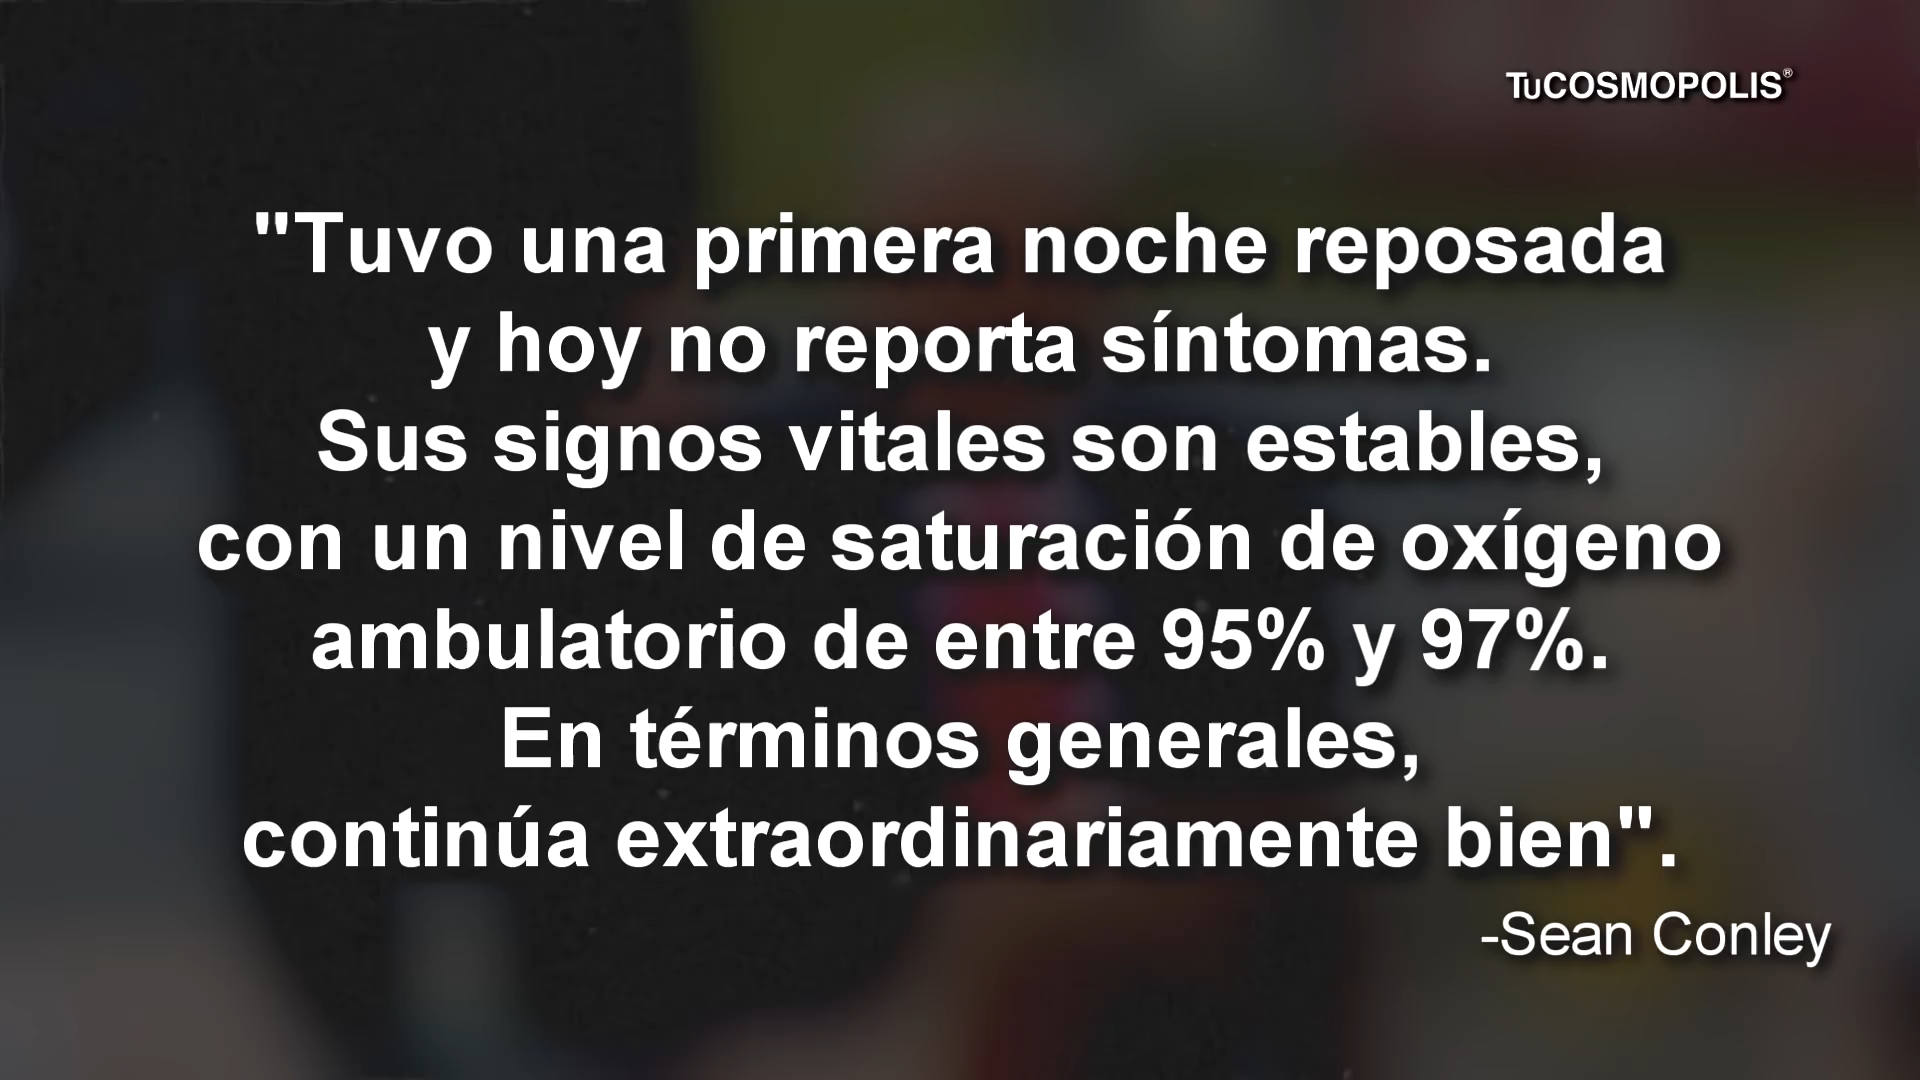 TuCOSMOPOLIS®
"Tuvo una primera noche reposada
y hoy no reporta síntomas.
Sus signos vitales son estables,
con un nivel de saturación de oxígeno
ambulatorio de entre 95% y 97%.
En términos generales,
continúa extraordinariamente bien".
-Sean Conley